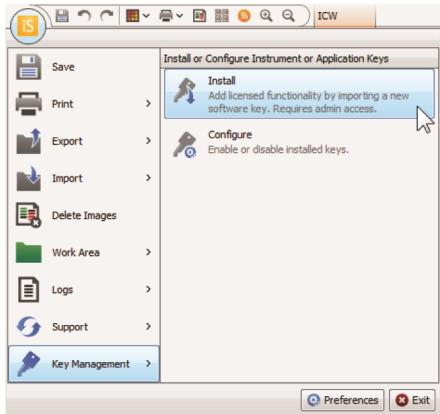 iS
ICW
Install or Configure Instrument or Application Keys
Save
Print
Export
Import
Delete Images
Work Area
Logs
Support
Key Management
Install
Add licensed functionality by importing a new
software key. Requires admin access.
Configure
Enable or disable installed keys.
Preferences
Exit